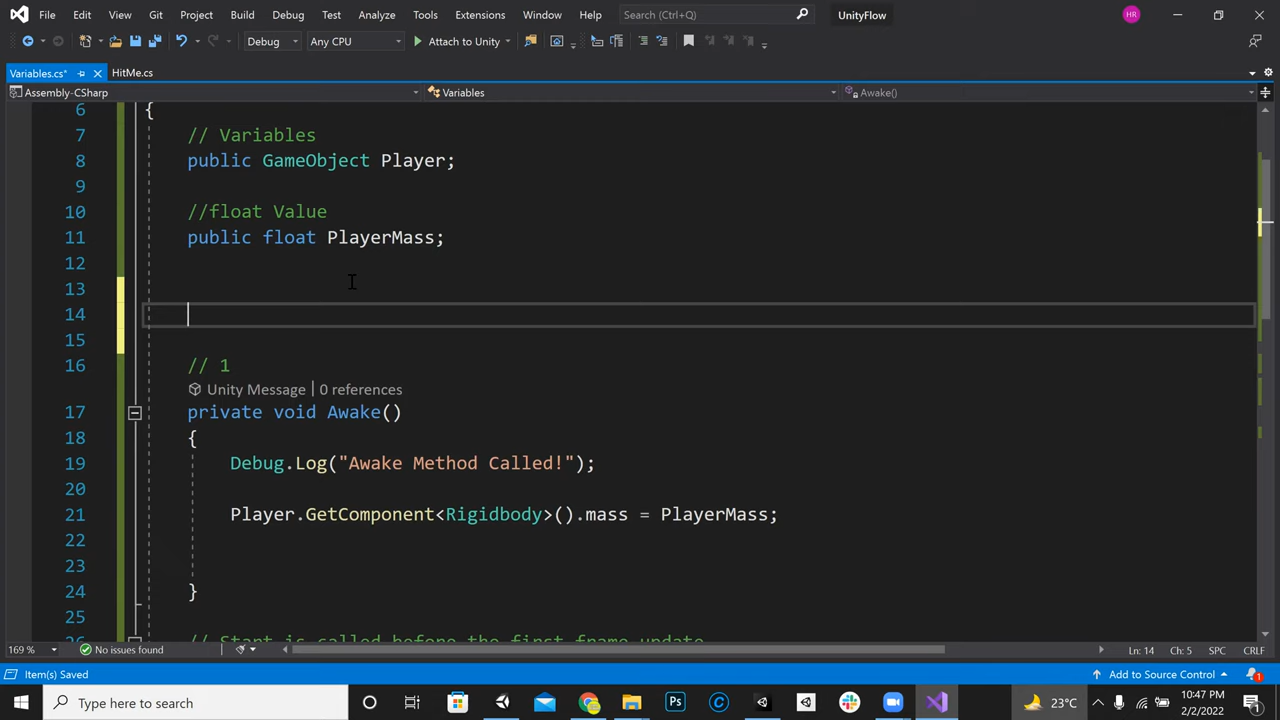 File Edit View Git Project Build Debug Test Analyze Tools Extensions Window Help Search (Ctrl+Q) UnityFlow HR
Debug Any CPU Attach to Unity
Variables.cs* HitMe.cs
Assembly-CSharp Variables Awake()
6 {
7 // Variables
8 public GameObject Player;
9
10 //float Value
11 public float PlayerMass;
12
13
14
15
16 // 1
Unity Message | 0 references
17 private void Awake()
18 {
19 Debug.Log("Awake Method Called!");
20
21 Player.GetComponent<Rigidbody>().mass = PlayerMass;
22
23
24 }
25
26 // Start is called before the first frame update
169 % No issues found Ln: 14 Ch: 5 SPC CRLF
Item(s) Saved Add to Source Control 1
Type here to search 23°C 10:47 PM
2/2/2022